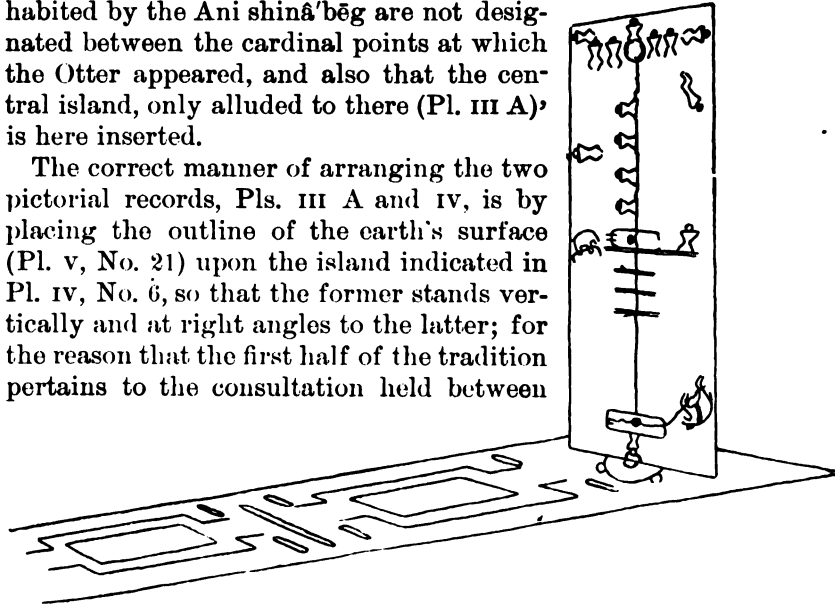 habited by the Ani shinâ′bēg are not desig-
nated between the cardinal points at which
the Otter appeared, and also that the cen-
tral island, only alluded to there (Pl. III A),
is here inserted.
The correct manner of arranging the two
pictorial records, Pls. III A and IV, is by
placing the outline of the earth's surface
(Pl. V, No. 21) upon the island indicated in
Pl. IV, No. 6, so that the former stands ver-
tically and at right angles to the latter; for
the reason that the first half of the tradition
pertains to the consultation held between